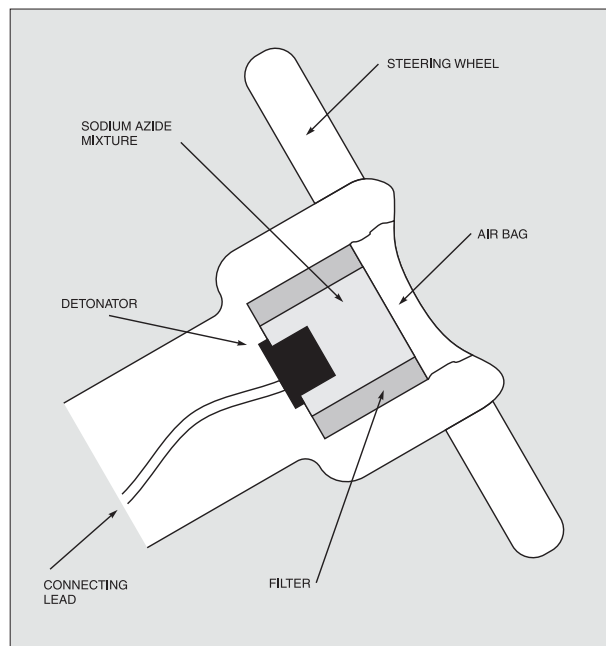 STEERING WHEEL
SODIUM AZIDE
MIXTURE
AIR BAG
DETONATOR
CONNECTING
LEAD
FILTER